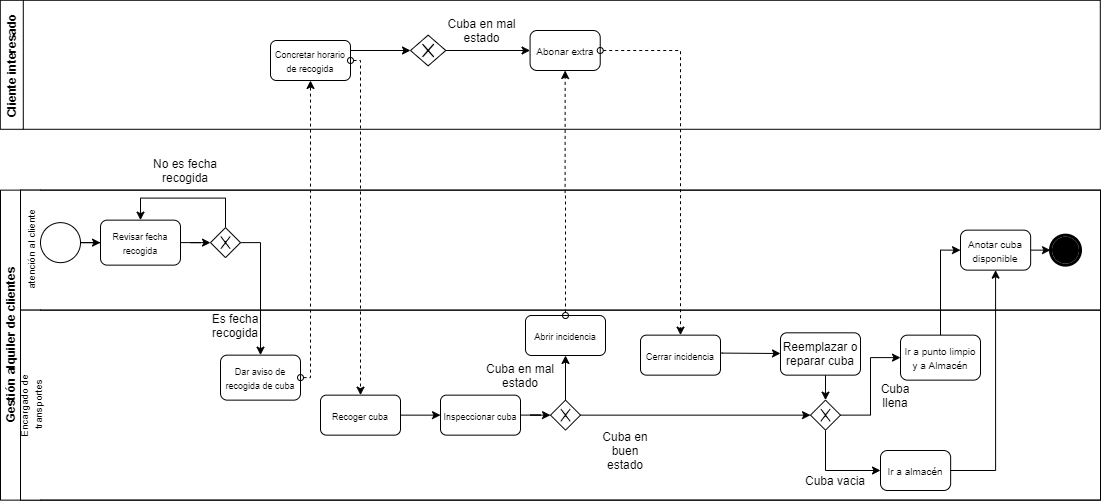 Cliente interesado
Cuba en mal
estado
Concretar horario
de recogida
Abonar extra
Gestión alquiler de clientes
atención al cliente
No es fecha
recogida
Revisar fecha
recogida
Anotar cuba
disponible
Es fecha
recogida
Encargado de
transportes
Dar aviso de
recogida de cuba
Recoger cuba
Inspeccionar cuba
Cuba en mal
estado
Abrir incidencia
Cuba en
buen
estado
Cerrar incidencia
Reemplazar o
reparar cuba
Ir a punto limpio
y a Almacén
Cuba
llena
Cuba vacia
Ir a almacén